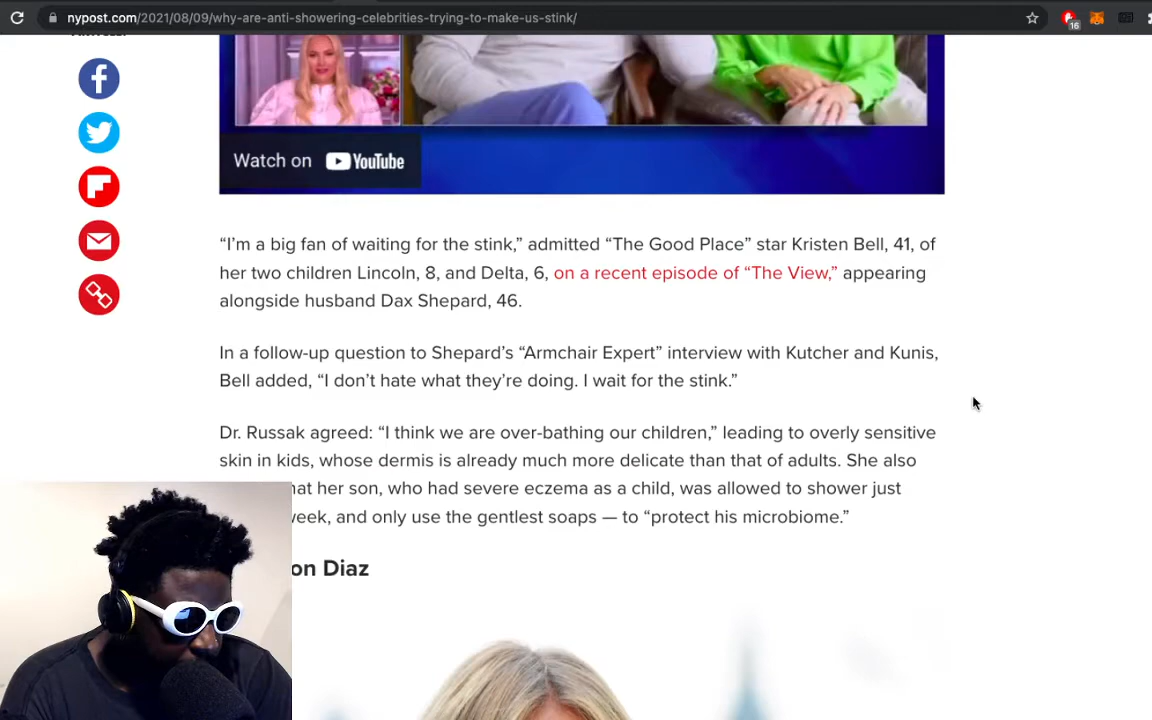 nypost.com/2021/08/09/why-are-anti-showering-celebrities-trying-to-make-us-stink/
16
Watch on YouTube
“I’m a big fan of waiting for the stink,” admitted “The Good Place” star Kristen Bell, 41, of
her two children Lincoln, 8, and Delta, 6, on a recent episode of “The View,” appearing
alongside husband Dax Shepard, 46.
In a follow-up question to Shepard’s “Armchair Expert” interview with Kutcher and Kunis,
Bell added, “I don’t hate what they’re doing. I wait for the stink.”
Dr. Russak agreed: “I think we are over-bathing our children,” leading to overly sensitive
skin in kids, whose dermis is already much more delicate than that of adults. She also
her son, who had severe eczema as a child, was allowed to shower just
week, and only use the gentlest soaps — to “protect his microbiome.”
on Diaz